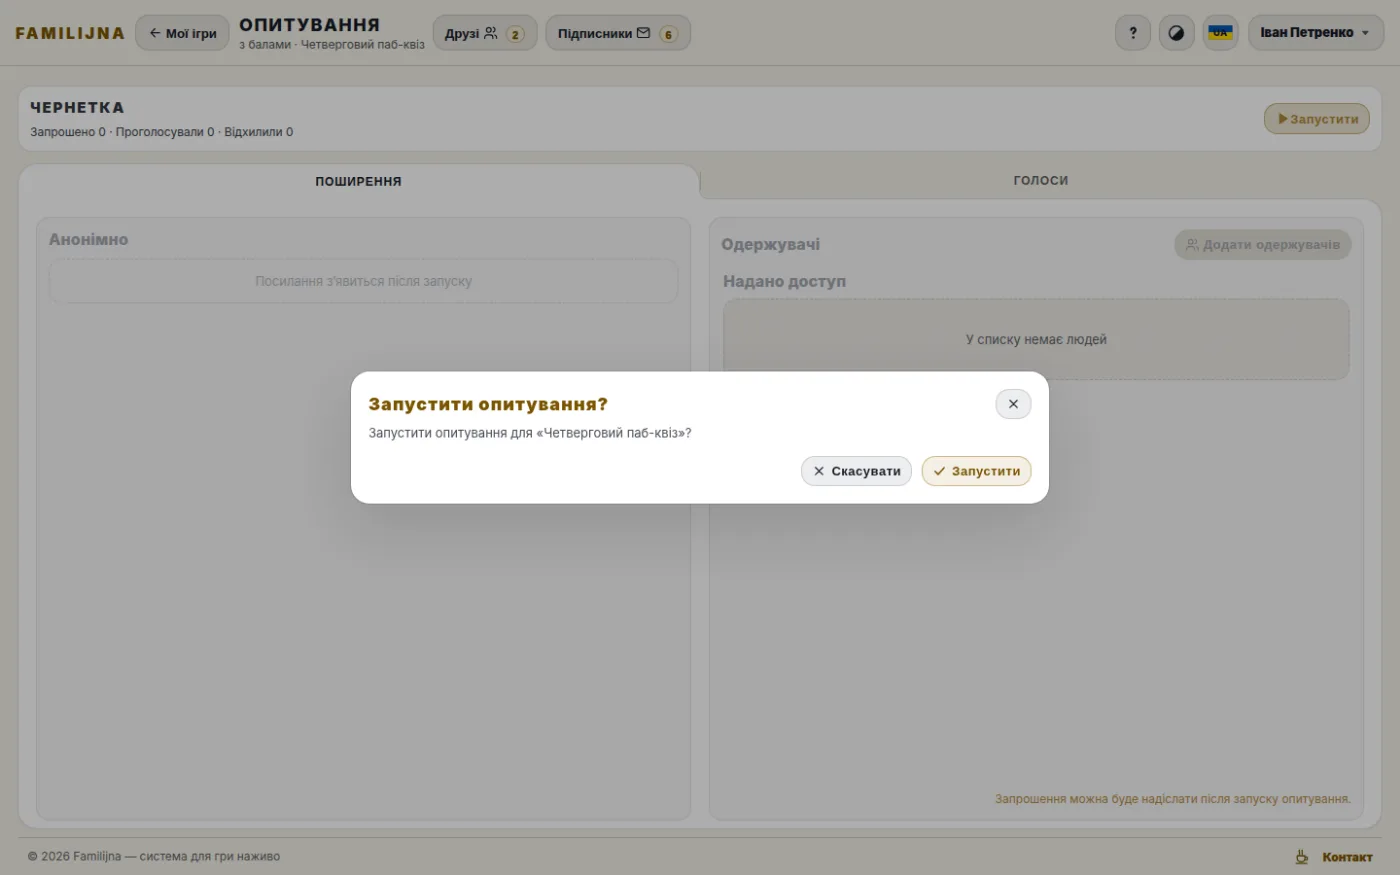 FAMILIJNA
← Мої ігри
ОПИТУВАННЯ
з балами · Четверговий паб-квіз
Друзі 2
Підписники 6
?
UA
Іван Петренко
ЧЕРНЕТКА
Запрошено 0 · Проголосували 0 · Відхилили 0
Запустити
ПОШИРЕННЯ
ГОЛОСИ
Анонімно
Посилання з'явиться після запуску
Одержувачі
Додати одержувачів
Надано доступ
У списку немає людей
Запустити опитування?
Запустити опитування для «Четверговий паб-квіз»?
Скасувати
Запустити
Запрошення можна буде надіслати після запуску опитування.
© 2026 Familijna — система для гри наживо
Контакт